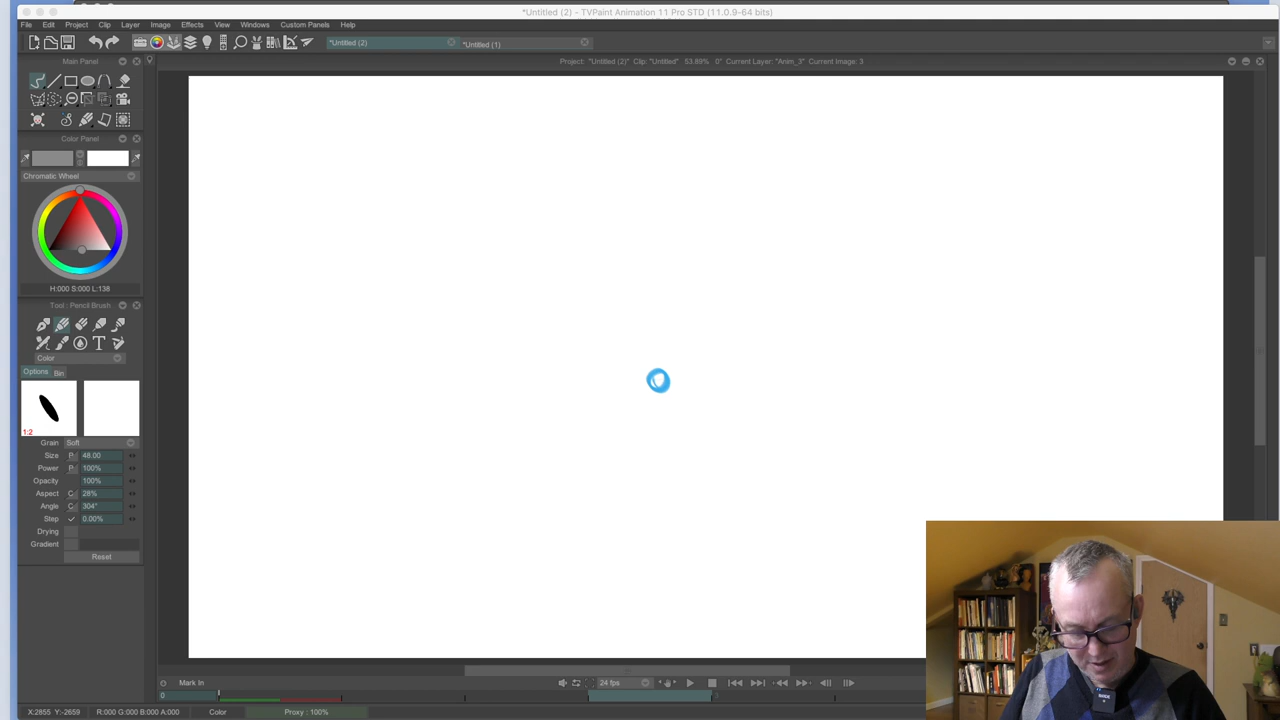 *Untitled (2) - TVPaint Animation 11 Pro STD (11.0.9-64 bits)
File Edit Project Clip Layer Image Effects View Windows Custom Panels Help
*Untitled (2) *Untitled (1)
Main Panel
Project: "Untitled (2)" Clip: "Untitled" 53.89% 0° Current Layer: "Anim_3" Current Image: 3
Color Panel
Chromatic Wheel
H:000 S:000 L:138
Tool : Pencil Brush
T
Color
Options Bin
1:2
Grain Soft
Size P 48.00
Power P 100%
Opacity 100%
Aspect C 28%
Angle C 304°
Step 0.00%
Drying
Gradient
Reset
Mark In
24 fps
0
3
X:2855 Y:-2659 R:000 G:000 B:000 A:000 Color Proxy : 100%